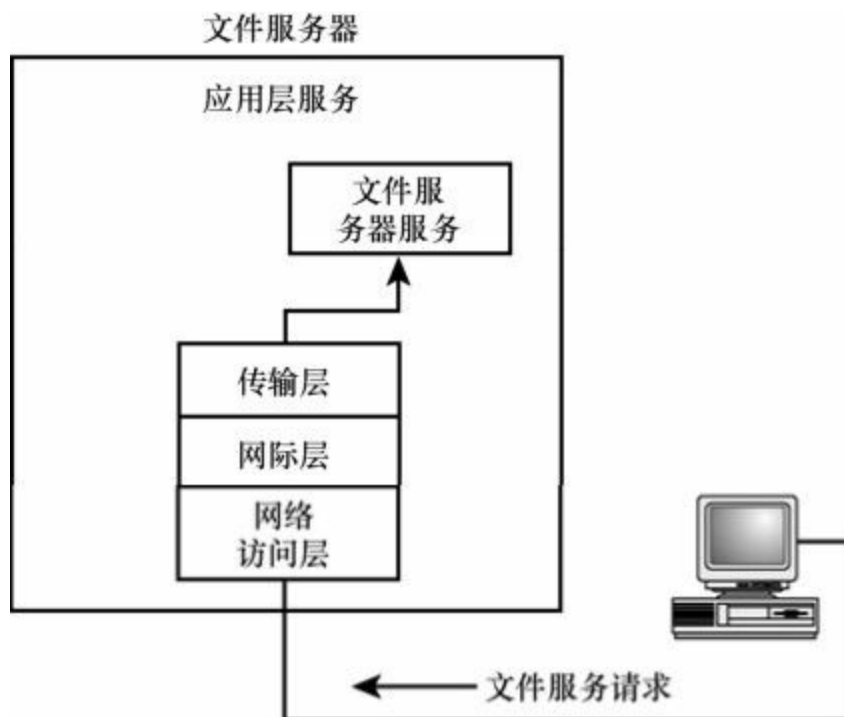 文件服务器
应用层服务
文件服
务器服务
传输层
网际层
网络
访问层
文件服务请求